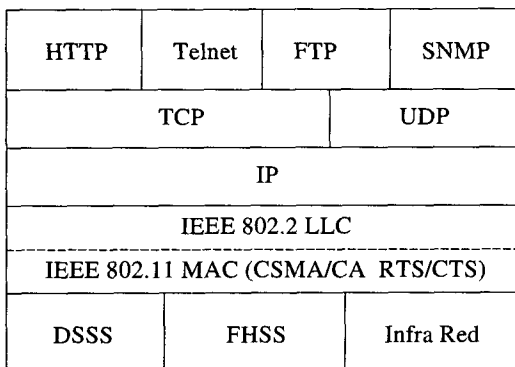 HTTP Telnet FTP SNMP
TCP UDP
IP
IEEE 802.2 LLC
IEEE 802.11 MAC (CSMA/CA RTS/CTS)
DSSS FHSS Infra Red